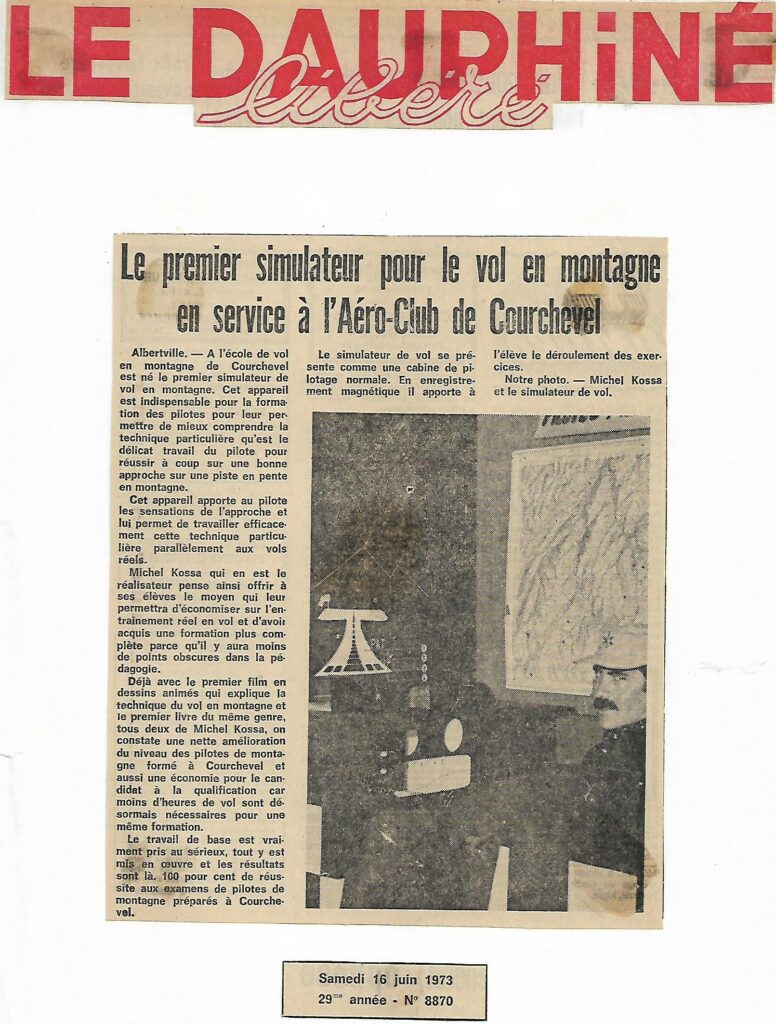 LE DAUPHiNÉ
libéré
Le premier simulateur pour le vol en montagne
en service à l'Aéro-Club de Courchevel
Albertville. — A l'école de vol
en montagne de Courchevel
est né le premier simulateur de
vol en montagne. Cet appareil
est indispensable pour la forma-
tion des pilotes pour leur per-
mettre de mieux comprendre la
technique particulière qu'est le
délicat travail du pilote pour
réussir à coup sur une bonne
approche sur une piste en pente
en montagne.
Cet appareil apporte au pilote
les sensations de l'approche et
lui permet de travailler efficace-
ment cette technique particu-
lière parallèlement aux vols
réels.
Michel Kossa qui en est le
réalisateur pense ainsi offrir à
ses élèves le moyen qui leur
permettra d'économiser sur l'en-
trainement réel en vol et d'avoir
acquis une formation plus com-
plète parce qu'il y aura moins
de points obscures dans la pé-
dagogie.
Déjà avec le premier film en
dessins animés qui explique la
technique du vol en montagne et
le premier livre du même genre,
tous deux de Michel Kossa, on
constate une nette amélioration
du niveau des pilotes de monta-
gne formé à Courchevel et
aussi une économie pour le can-
didat à la qualification car
moins d'heures de vol sont dé-
sormais nécessaires pour une
même formation.
Le travail de base est vrai-
ment pris au sérieux, tout y est
mis en œuvre et les résultats
sont là. 100 pour cent de réus-
site aux examens de pilotes de
montagne préparés à Courche-
vel.
Le simulateur de vol se pré-
sente comme une cabine de pi-
lotage normale. En enregistre-
ment magnétique il apporte à
l'élève le déroulement des exer-
cices.
Notre photo. — Michel Kossa
et le simulateur de vol.
Samedi 16 juin 1973
29me année - N° 8870